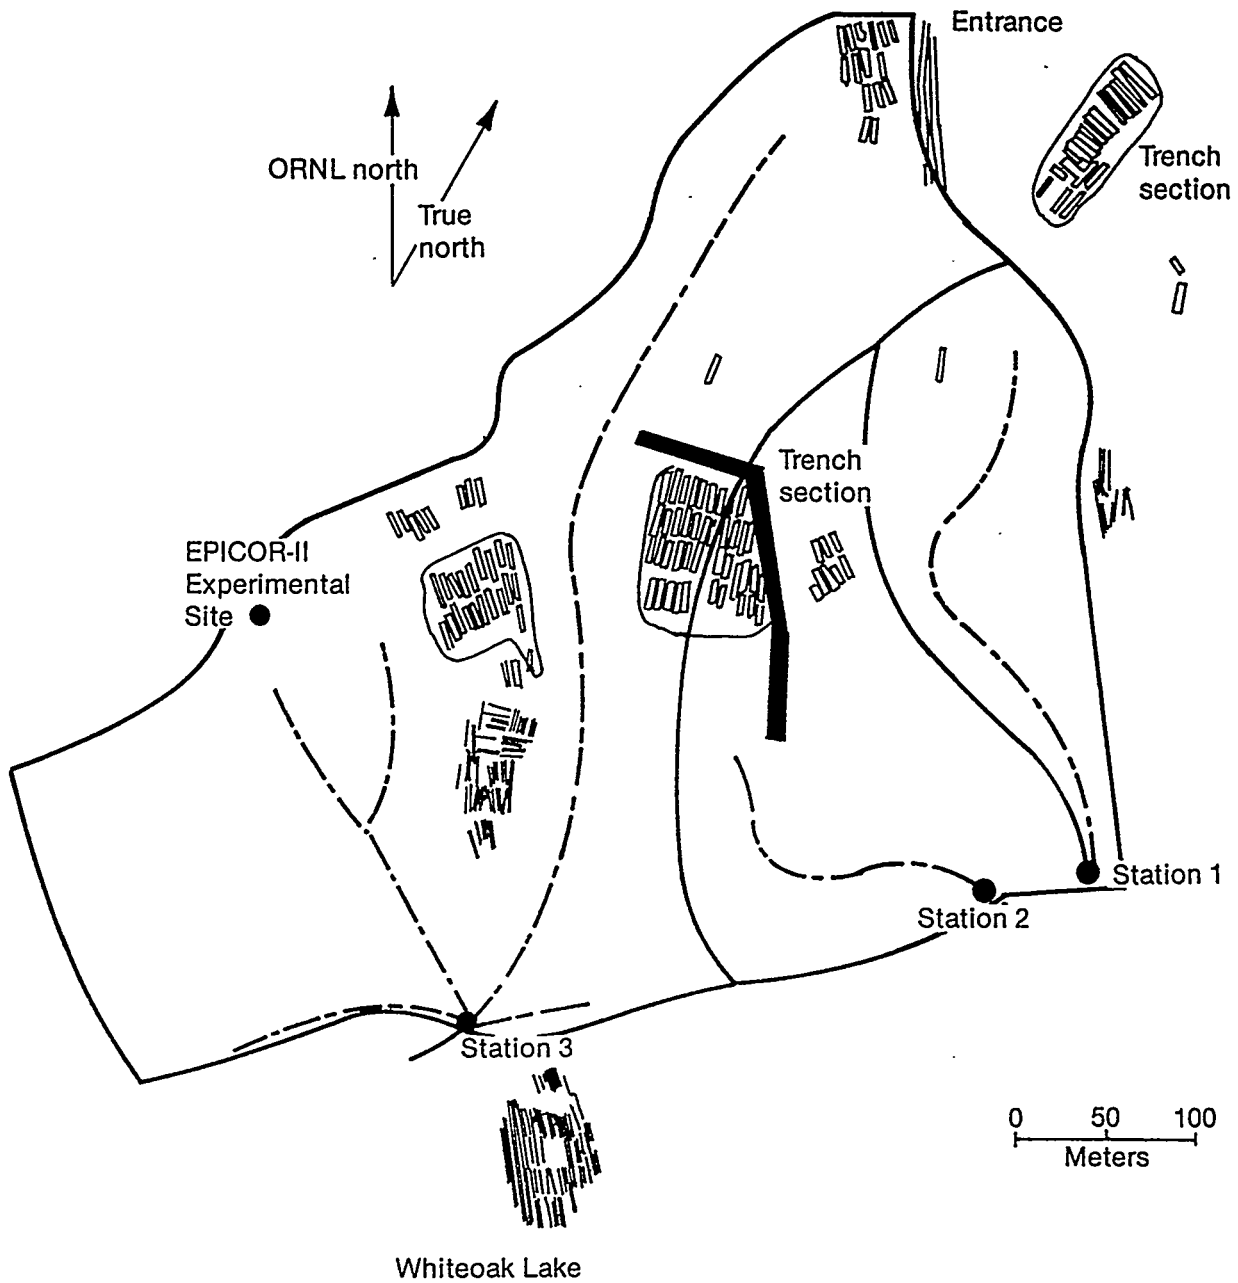 Entrance
Trench
section
ORNL north
True
north
Trench
section
EPICOR-II
Experimental
Site
Station 1
Station 2
Station 3
0 50 100
Meters
Whiteoak Lake